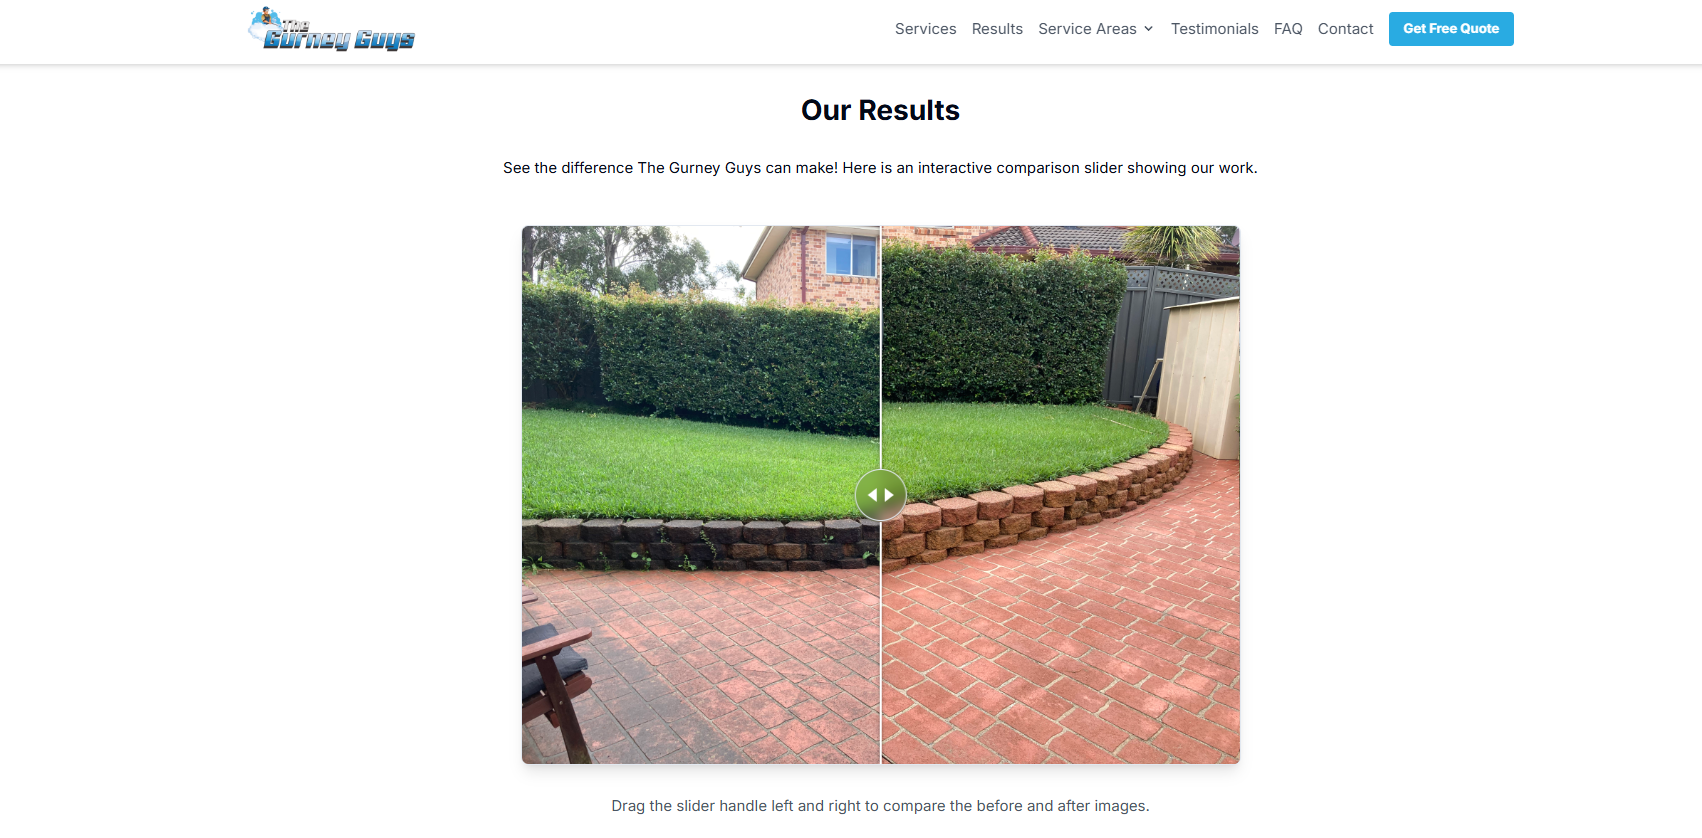 The
Gurney Guys
Services Results Service Areas Testimonials FAQ Contact Get Free Quote
Our Results
See the difference The Gurney Guys can make! Here is an interactive comparison slider showing our work.
Drag the slider handle left and right to compare the before and after images.